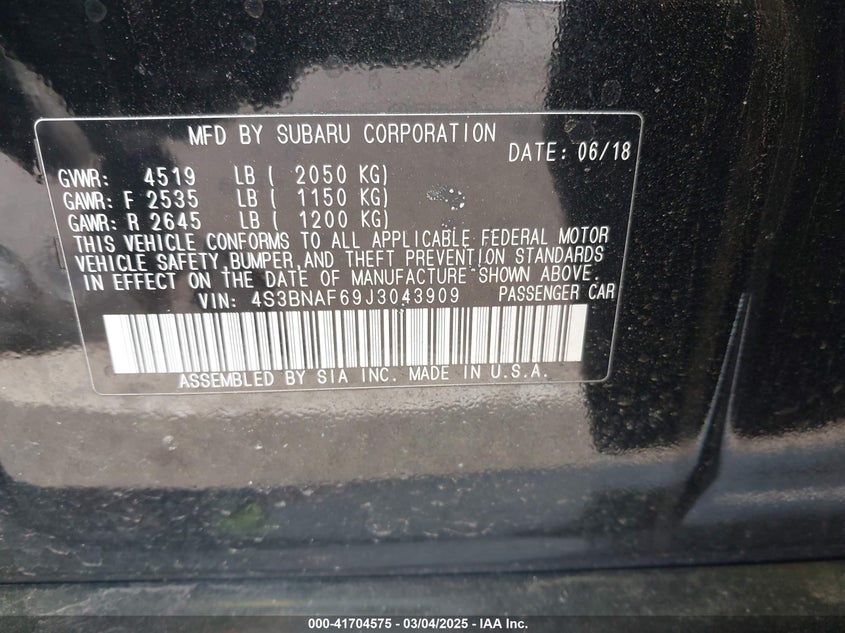 MFD BY SUBARU CORPORATION
DATE: 06/18
GVWR: 4519 LB ( 2050 KG)
GAWR: F 2535 LB ( 1150 KG)
GAWR: R 2645 LB ( 1200 KG)
THIS VEHICLE CONFORMS TO ALL APPLICABLE FEDERAL MOTOR
VEHICLE SAFETY, BUMPER, AND THEFT PREVENTION STANDARDS
IN EFFECT ON THE DATE OF MANUFACTURE SHOWN ABOVE.
VIN: 4S3BNAF69J3043909 PASSENGER CAR
ASSEMBLED BY SIA INC. MADE IN U.S.A.
000-41704575 - 03/04/2025 - IAA Inc.